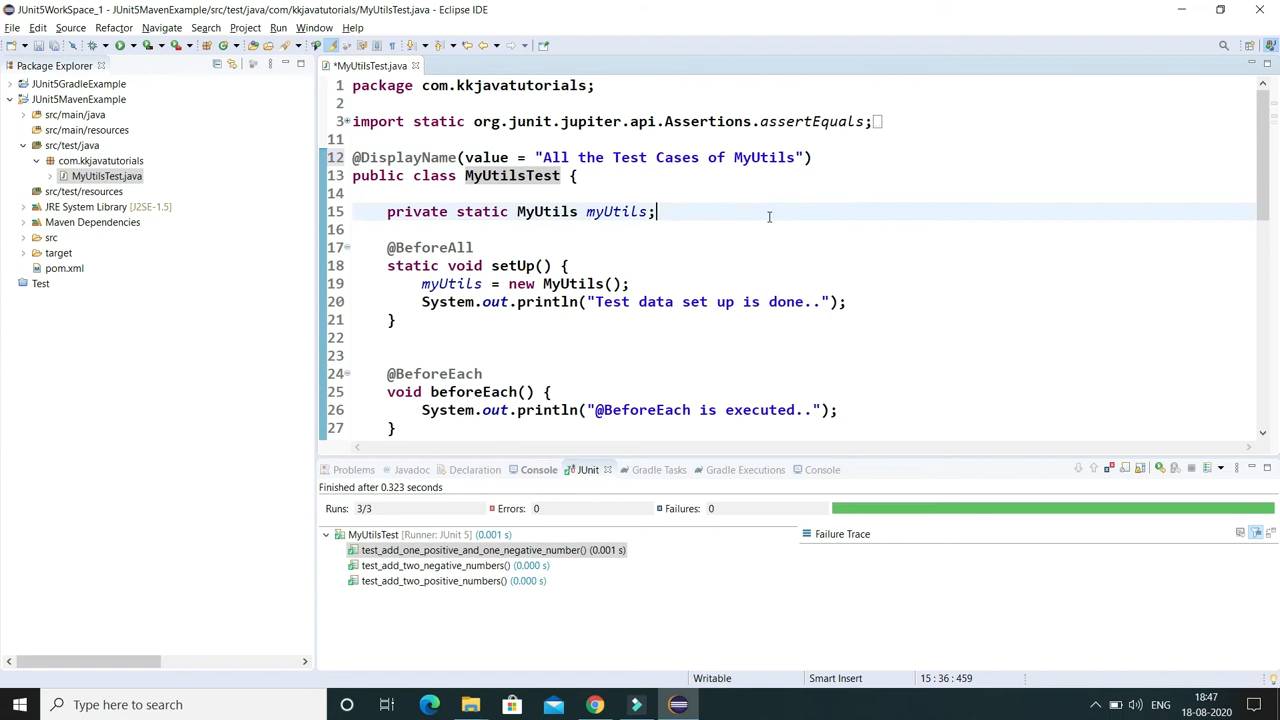 JUnit5WorkSpace_1 - JUnit5MavenExample/src/test/java/com/kkjavatutorials/MyUtilsTest.java - Eclipse IDE
File Edit Source Refactor Navigate Search Project Run Window Help
Package Explorer
JUnit5GradleExample
JUnit5MavenExample
src/main/java
src/main/resources
src/test/java
com.kkjavatutorials
MyUtilsTest.java
src/test/resources
JRE System Library [J2SE-1.5]
Maven Dependencies
src
target
pom.xml
Test
*MyUtilsTest.java
1 package com.kkjavatutorials;
2
3 import static org.junit.jupiter.api.Assertions.assertEquals;
11
12 @DisplayName(value = "All the Test Cases of MyUtils")
13 public class MyUtilsTest {
14
15 private static MyUtils myUtils;
16
17 @BeforeAll
18 static void setUp() {
19 myUtils = new MyUtils();
20 System.out.println("Test data set up is done..");
21 }
22
23
24 @BeforeEach
25 void beforeEach() {
26 System.out.println("@BeforeEach is executed..");
27 }
Problems Javadoc Declaration Console JUnit Gradle Tasks Gradle Executions Console
Finished after 0.323 seconds
Runs: 3/3 Errors: 0 Failures: 0
MyUtilsTest [Runner: JUnit 5] (0.001 s)
test_add_one_positive_and_one_negative_number() (0.001 s)
test_add_two_negative_numbers() (0.000 s)
test_add_two_positive_numbers() (0.000 s)
Failure Trace
Writable Smart Insert 15 : 36 : 459
Type here to search
ENG
18:47
18-08-2020